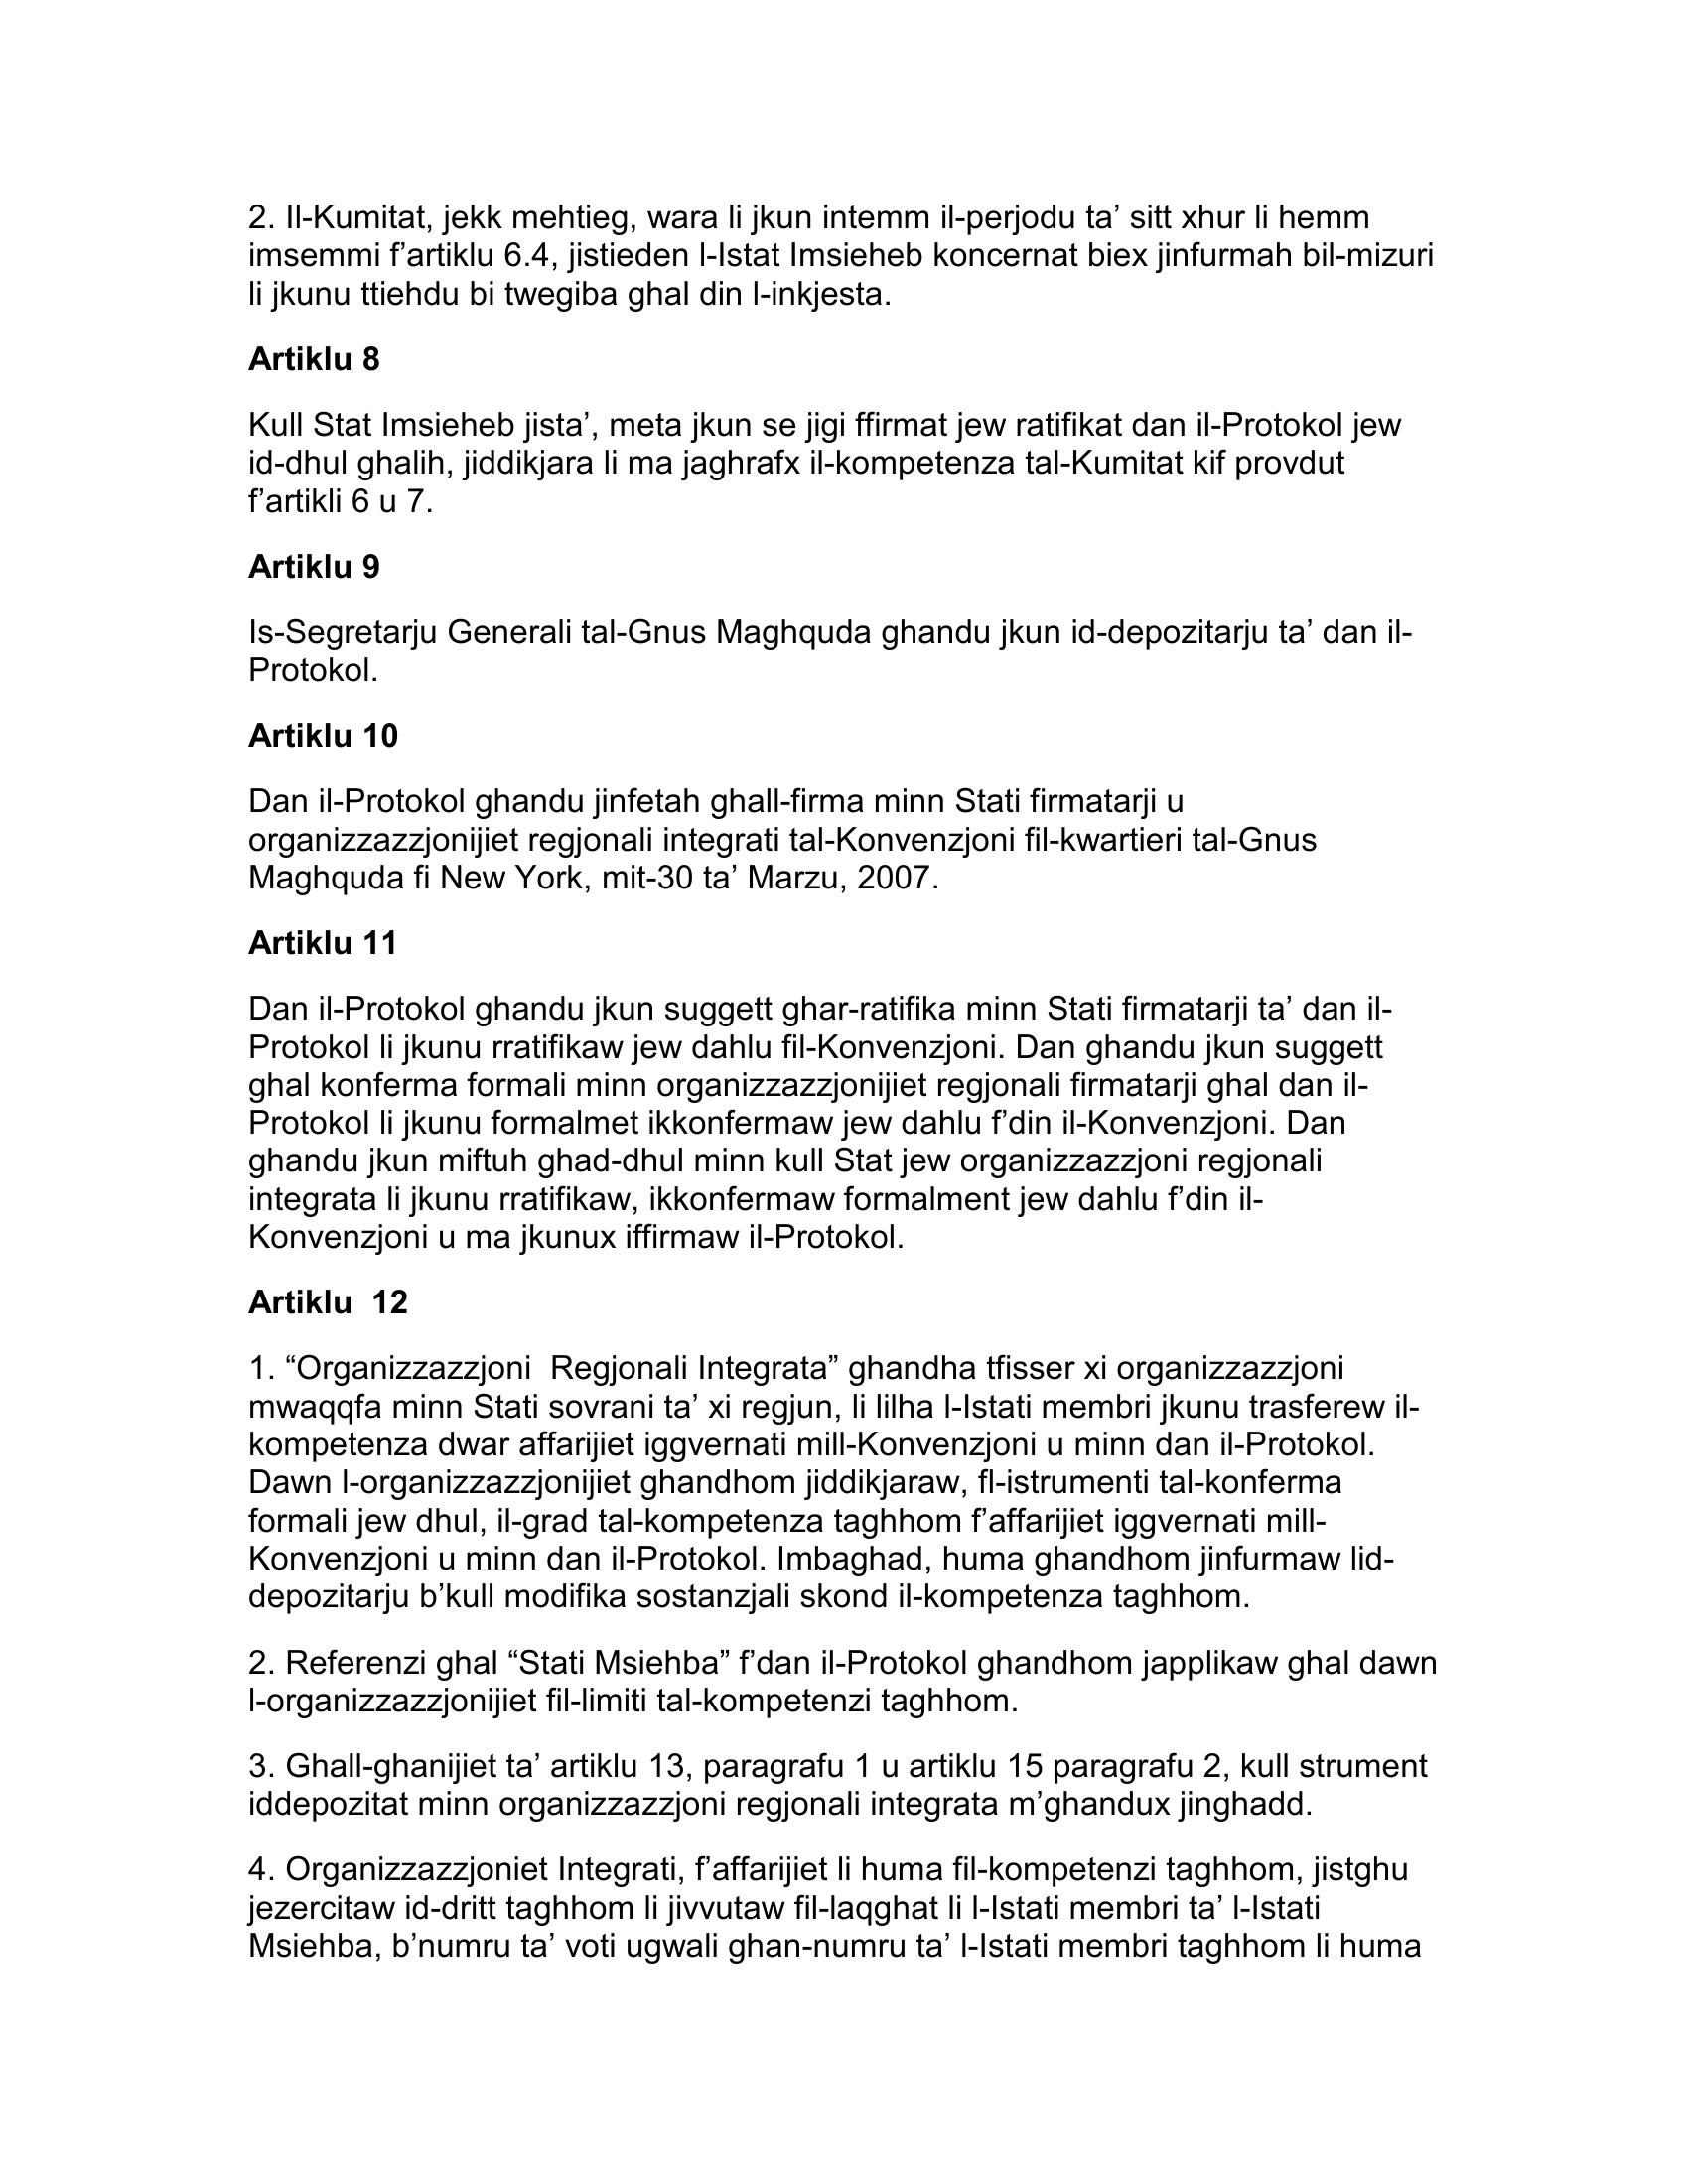 2. Il-Kumitat, jekk mehtieg, wara li jkun intemm il-perjodu ta’ sitt xhur li hemm
imsemmi f’artiklu 6.4, jistieden l-Istat Imsieheb koncernat biex jinfurmah bil-mizuri
li jkunu ttiehdu bi twegiba ghal din l-inkjesta.
Artiklu 8
Kull Stat Imsieheb jista’, meta jkun se jigi ffirmat jew ratifikat dan il-Protokol jew
id-dhul ghalih, jiddikjara li ma jaghrafx il-kompetenza tal-Kumitat kif provdut
f’artikli 6 u 7.
Artiklu 9
Is-Segretarju Generali tal-Gnus Maghquda ghandu jkun id-depozitarju ta’ dan il-
Protokol.
Artiklu 10
Dan il-Protokol ghandu jinfetah ghall-firma minn Stati firmatarji u
organizzazzjonijiet regjonali integrati tal-Konvenzjoni fil-kwartieri tal-Gnus
Maghquda fi New York, mit-30 ta’ Marzu, 2007.
Artiklu 11
Dan il-Protokol ghandu jkun suggett ghar-ratifika minn Stati firmatarji ta’ dan il-
Protokol li jkunu rratifikaw jew dahlu fil-Konvenzjoni. Dan ghandu jkun suggett
ghal konferma formali minn organizzazzjonijiet regjonali firmatarji ghal dan il-
Protokol li jkunu formalmet ikkonfermaw jew dahlu f’din il-Konvenzjoni. Dan
ghandu jkun miftuh ghad-dhul minn kull Stat jew organizzazzjoni regjonali
integrata li jkunu rratifikaw, ikkonfermaw formalment jew dahlu f’din il-
Konvenzjoni u ma jkunux iffirmaw il-Protokol.
Artiklu  12
1. “Organizzazzjoni  Regjonali Integrata” ghandha tfisser xi organizzazzjoni
mwaqqfa minn Stati sovrani ta’ xi regjun, li lilha l-Istati membri jkunu trasferew il-
kompetenza dwar affarijiet iggvernati mill-Konvenzjoni u minn dan il-Protokol.
Dawn l-organizzazzjonijiet ghandhom jiddikjaraw, fl-istrumenti tal-konferma
formali jew dhul, il-grad tal-kompetenza taghhom f’affarijiet iggvernati mill-
Konvenzjoni u minn dan il-Protokol. Imbaghad, huma ghandhom jinfurmaw lid-
depozitarju b’kull modifika sostanzjali skond il-kompetenza taghhom.
2. Referenzi ghal “Stati Msiehba” f’dan il-Protokol ghandhom japplikaw ghal dawn
l-organizzazzjonijiet fil-limiti tal-kompetenzi taghhom.
3. Ghall-ghanijiet ta’ artiklu 13, paragrafu 1 u artiklu 15 paragrafu 2, kull strument
iddepozitat minn organizzazzjoni regjonali integrata m’ghandux jinghadd.
4. Organizzazzjoniet Integrati, f’affarijiet li huma fil-kompetenzi taghhom, jistghu
jezercitaw id-dritt taghhom li jivvutaw fil-laqghat li l-Istati membri ta’ l-Istati
Msiehba, b’numru ta’ voti ugwali ghan-numru ta’ l-Istati membri taghhom li huma